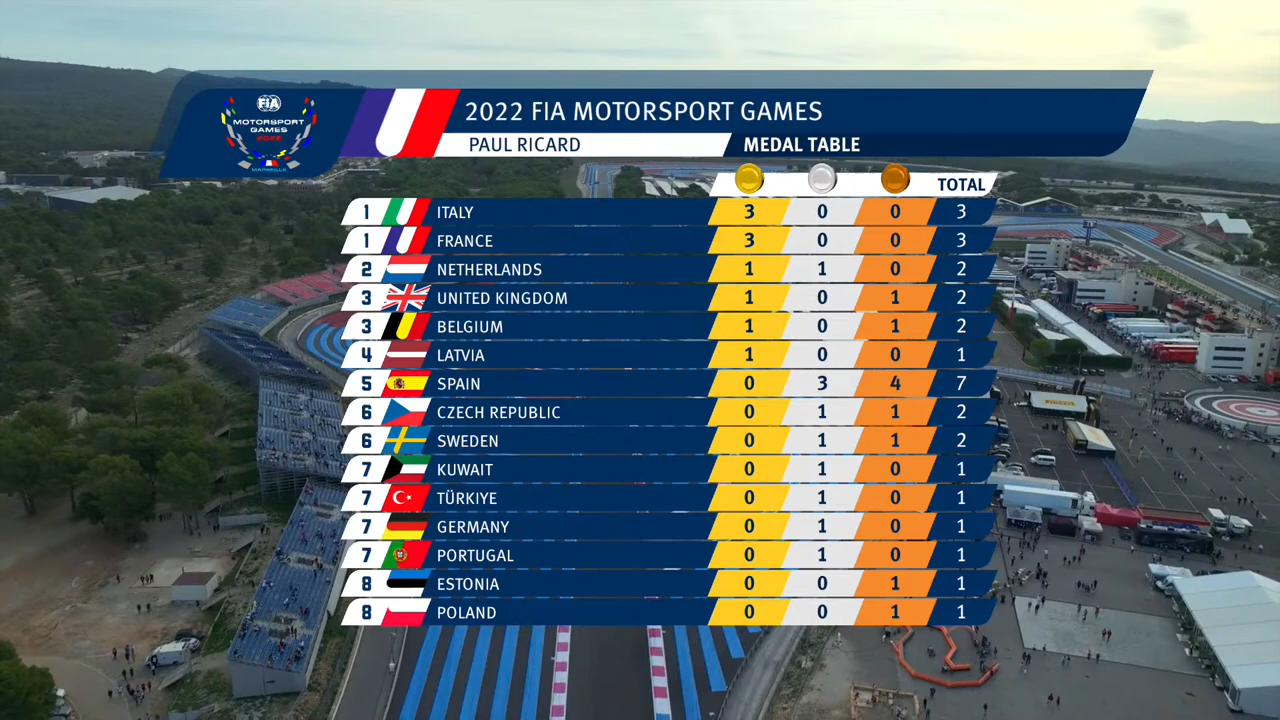 FIA
MOTORSPORT
GAMES
2022
MARSEILLE
2022 FIA MOTORSPORT GAMES
PAUL RICARD MEDAL TABLE
TOTAL
1 ITALY 3 0 0 3
1 FRANCE 3 0 0 3
2 NETHERLANDS 1 1 0 2
3 UNITED KINGDOM 1 0 1 2
3 BELGIUM 1 0 1 2
4 LATVIA 1 0 0 1
5 SPAIN 0 3 4 7
6 CZECH REPUBLIC 0 1 1 2
6 SWEDEN 0 1 1 2
7 KUWAIT 0 1 0 1
7 TÜRKIYE 0 1 0 1
7 GERMANY 0 1 0 1
7 PORTUGAL 0 1 0 1
8 ESTONIA 0 0 1 1
8 POLAND 0 0 1 1